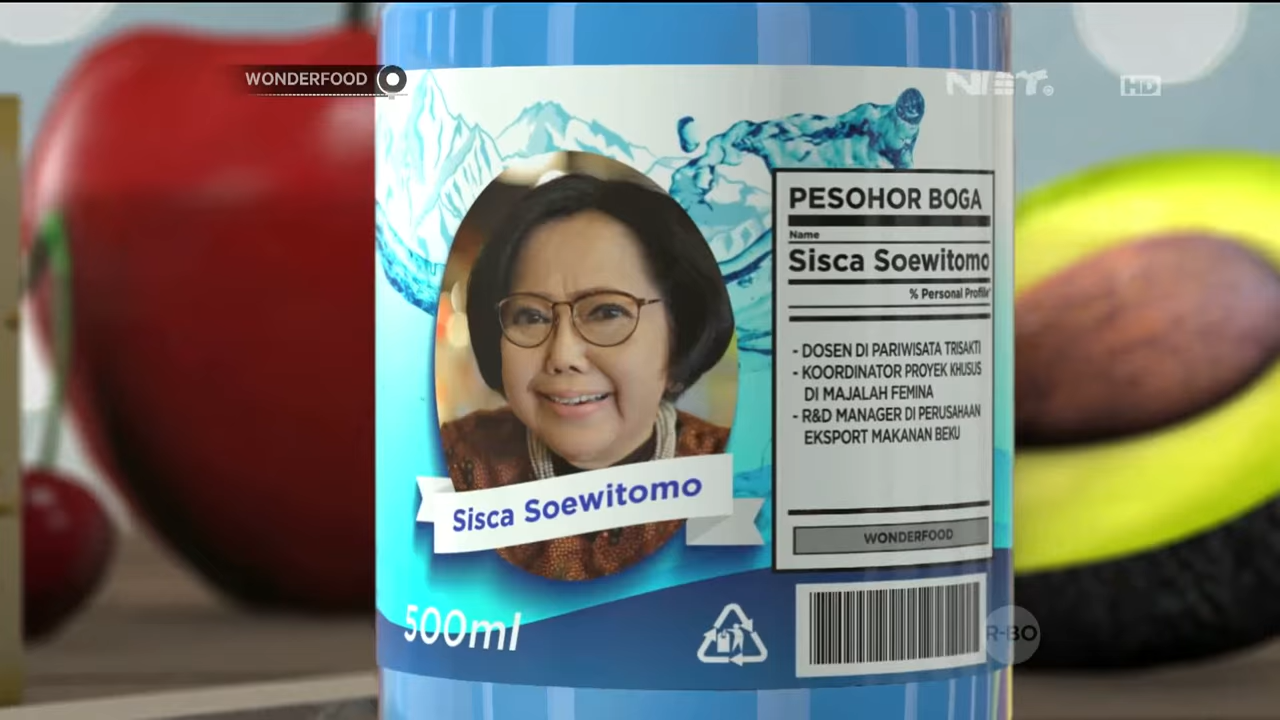 WONDERFOOD
NET.
HD
PESOHOR BOGA
Name
Sisca Soewitomo
% Personal Profile*
- DOSEN DI PARIWISATA TRISAKTI
- KOORDINATOR PROYEK KHUSUS
DI MAJALAH FEMINA
- R&D MANAGER DI PERUSAHAAN
EKSPORT MAKANAN BEKU
Sisca Soewitomo
WONDERFOOD
500ml
R-BO